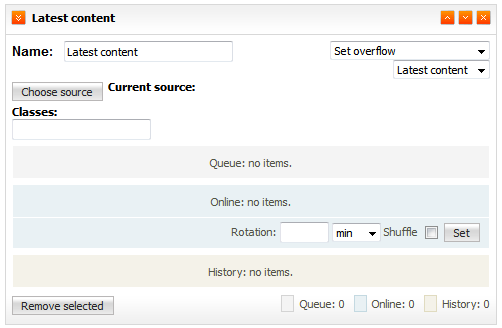 Latest content
Name: Latest content Set overflow
Latest content
Choose source Current source:
Classes:
Queue: no items.
Online: no items.
Rotation: min Shuffle Set
History: no items.
Remove selected Queue: 0 Online: 0 History: 0